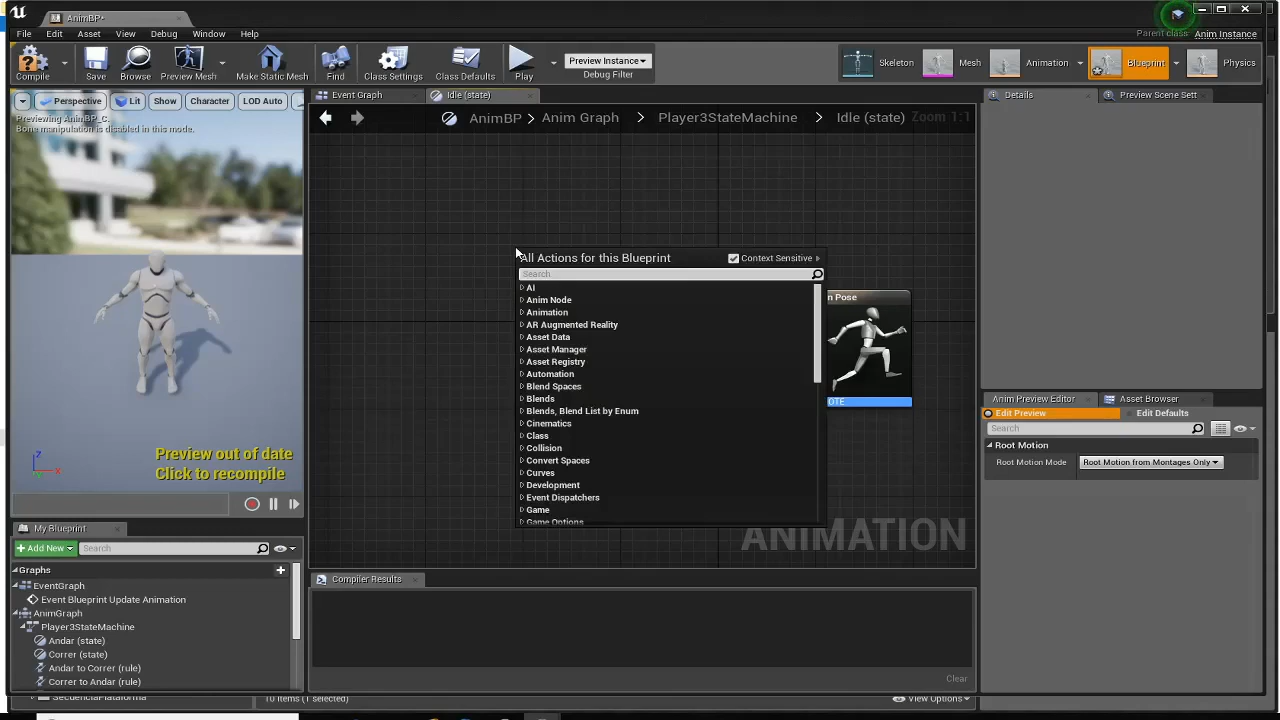 AnimBP*
File Edit Asset View Debug Window Help
Parent class: Anim Instance
Compile Save Browse Preview Mesh Make Static Mesh Find Class Settings Class Defaults Play
Preview Instance
Debug Filter
Skeleton Mesh Animation Blueprint Physics
Perspective Lit Show Character LOD Auto
Previewing AnimBP_C.
Bone manipulation is disabled in this mode.
Preview out of date
Click to recompile
Event Graph Idle (state)
AnimBP > Anim Graph > Player3StateMachine > Idle (state) Zoom 1:1
All Actions for this Blueprint Context Sensitive
Search
AI
Anim Node
Animation
AR Augmented Reality
Asset Data
Asset Manager
Asset Registry
Automation
Blend Spaces
Blends
Blends, Blend List by Enum
Cinematics
Class
Collision
Convert Spaces
Curves
Development
Event Dispatchers
Game
Game Options
n Pose
OTE
ANIMATION
Details Preview Scene Sett
Anim Preview Editor Asset Browser
Edit Preview Edit Defaults
Search
Root Motion
Root Motion Mode Root Motion from Montages Only
My Blueprint
+ Add New Search
Graphs
EventGraph
Event Blueprint Update Animation
AnimGraph
Player3StateMachine
Andar (state)
Correr (state)
Andar to Correr (rule)
Correr to Andar (rule)
Compiler Results
Clear
10 items (1 selected) View Options